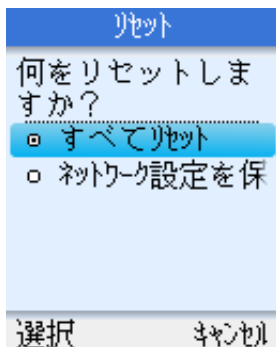 ﾘｾｯﾄ
何をリセットしま
すか？
すべてﾘｾｯﾄ
ﾈｯﾄﾜｰｸ設定を保
選択 ｷｬﾝｾﾙ